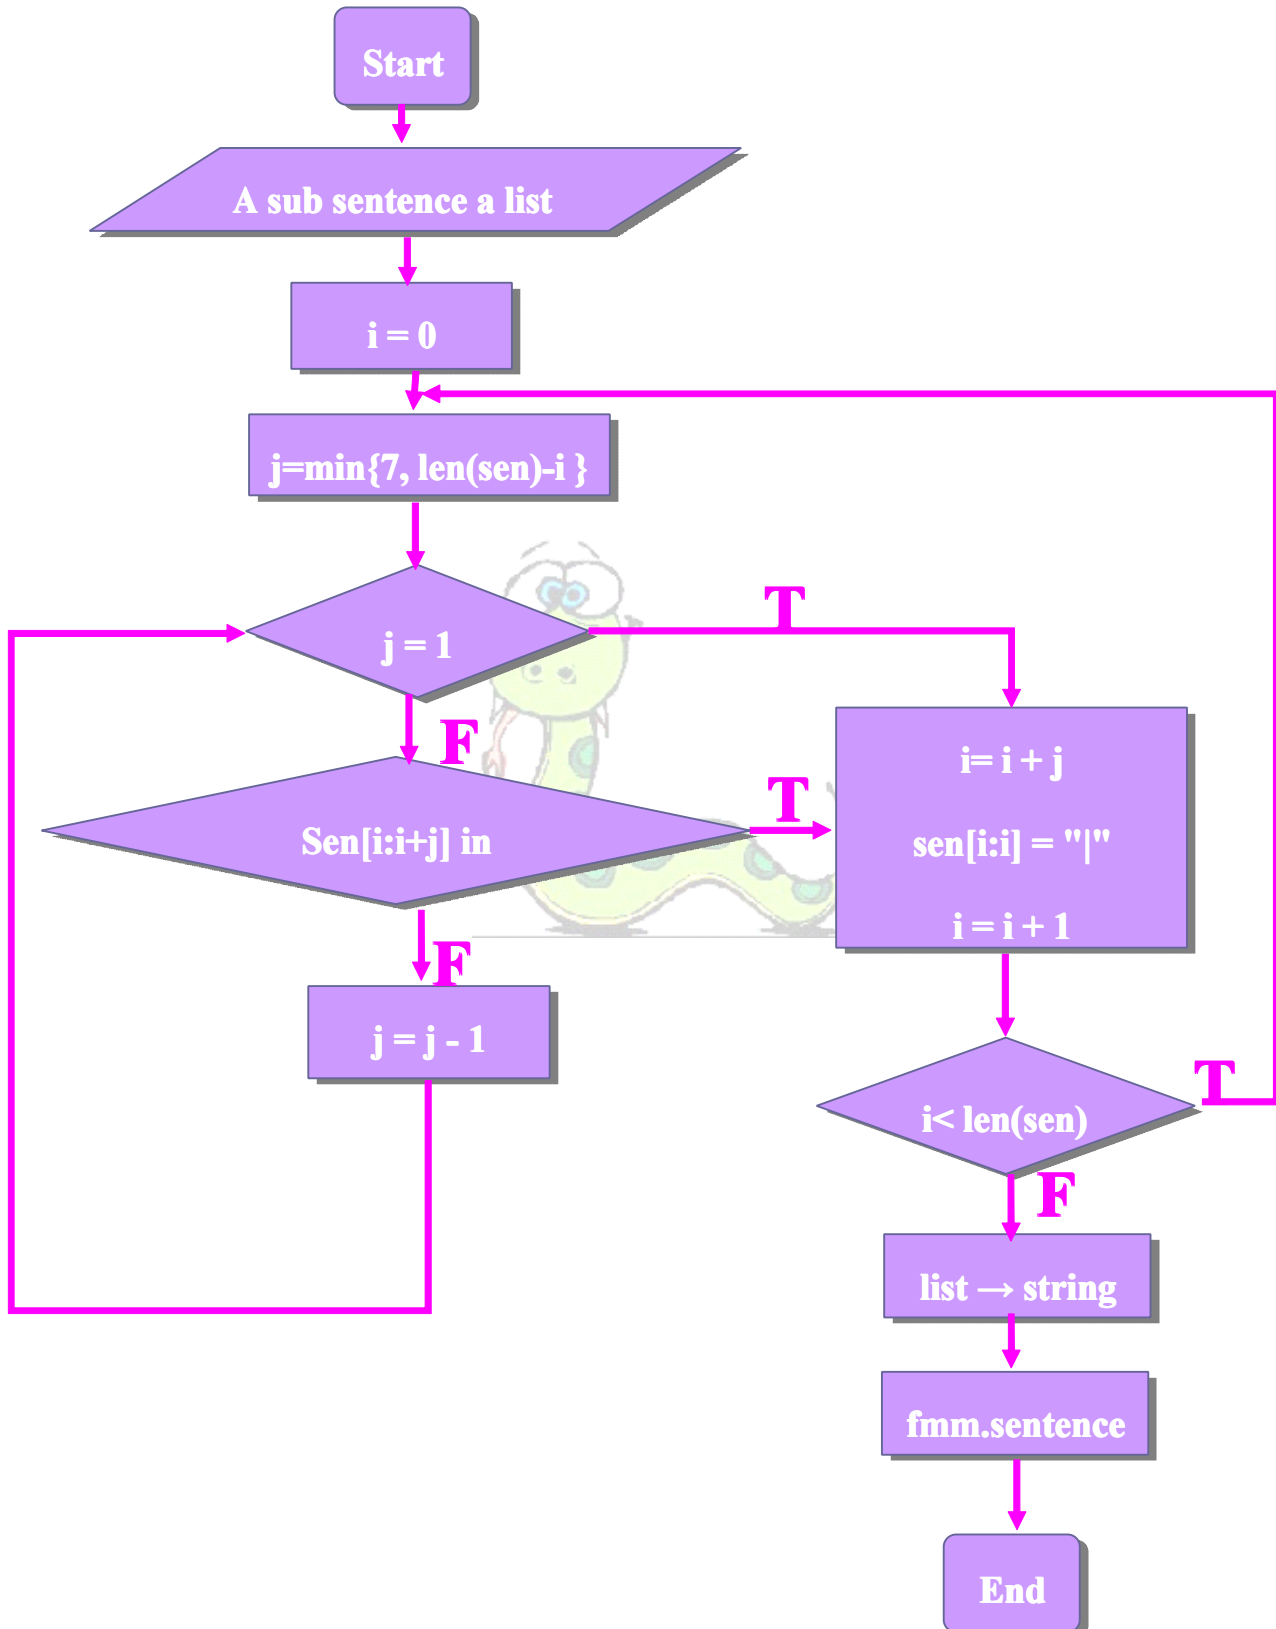 Start
A sub sentence a list
i = 0
j=min{7, len(sen)-i }
j = 1
T
F
Sen[i:i+j] in
T
F
j = j - 1
i= i + j
sen[i:i] = "|"
i = i + 1
i< len(sen)
T
F
list → string
fmm.sentence
End